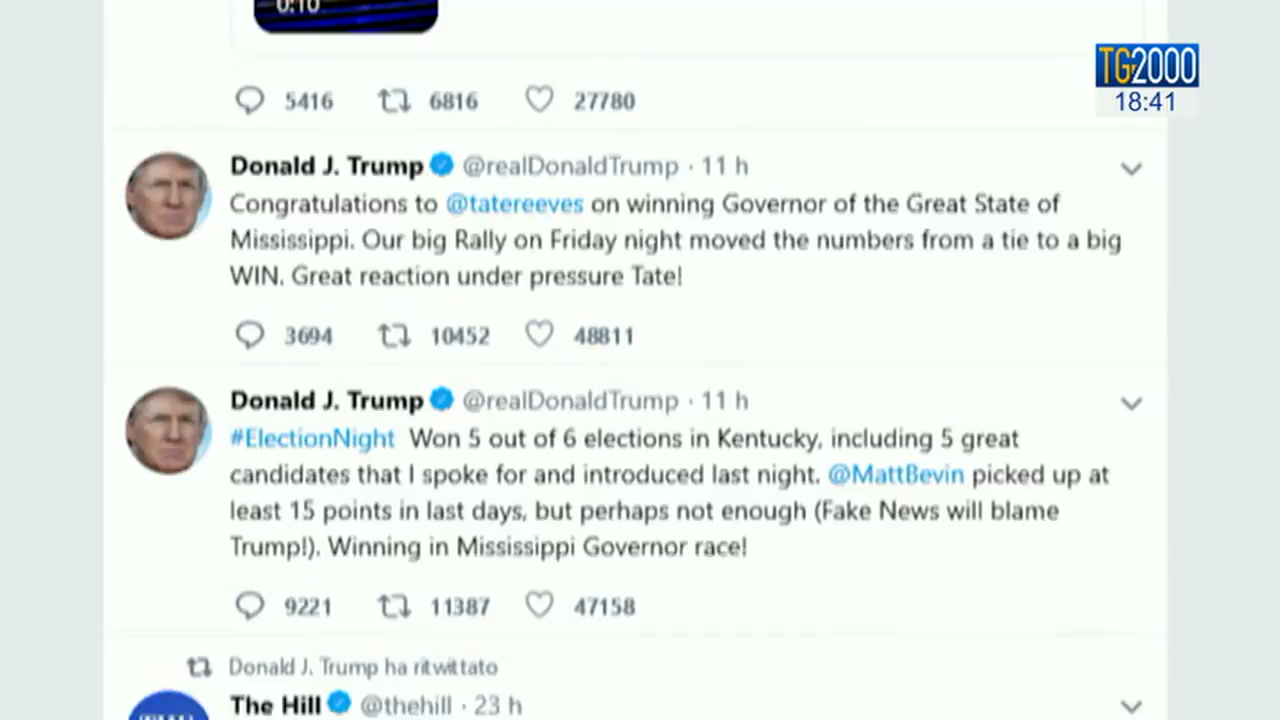 0:10
TG2000
18:41
5416 6816 27780
Donald J. Trump @realDonaldTrump · 11 h
Congratulations to @tatereeves on winning Governor of the Great State of
Mississippi. Our big Rally on Friday night moved the numbers from a tie to a big
WIN. Great reaction under pressure Tate!
3694 10452 48811
Donald J. Trump @realDonaldTrump · 11 h
#ElectionNight Won 5 out of 6 elections in Kentucky, including 5 great
candidates that I spoke for and introduced last night. @MattBevin picked up at
least 15 points in last days, but perhaps not enough (Fake News will blame
Trump!). Winning in Mississippi Governor race!
9221 11387 47158
Donald J. Trump ha ritwittato
The Hill @thehill · 23 h